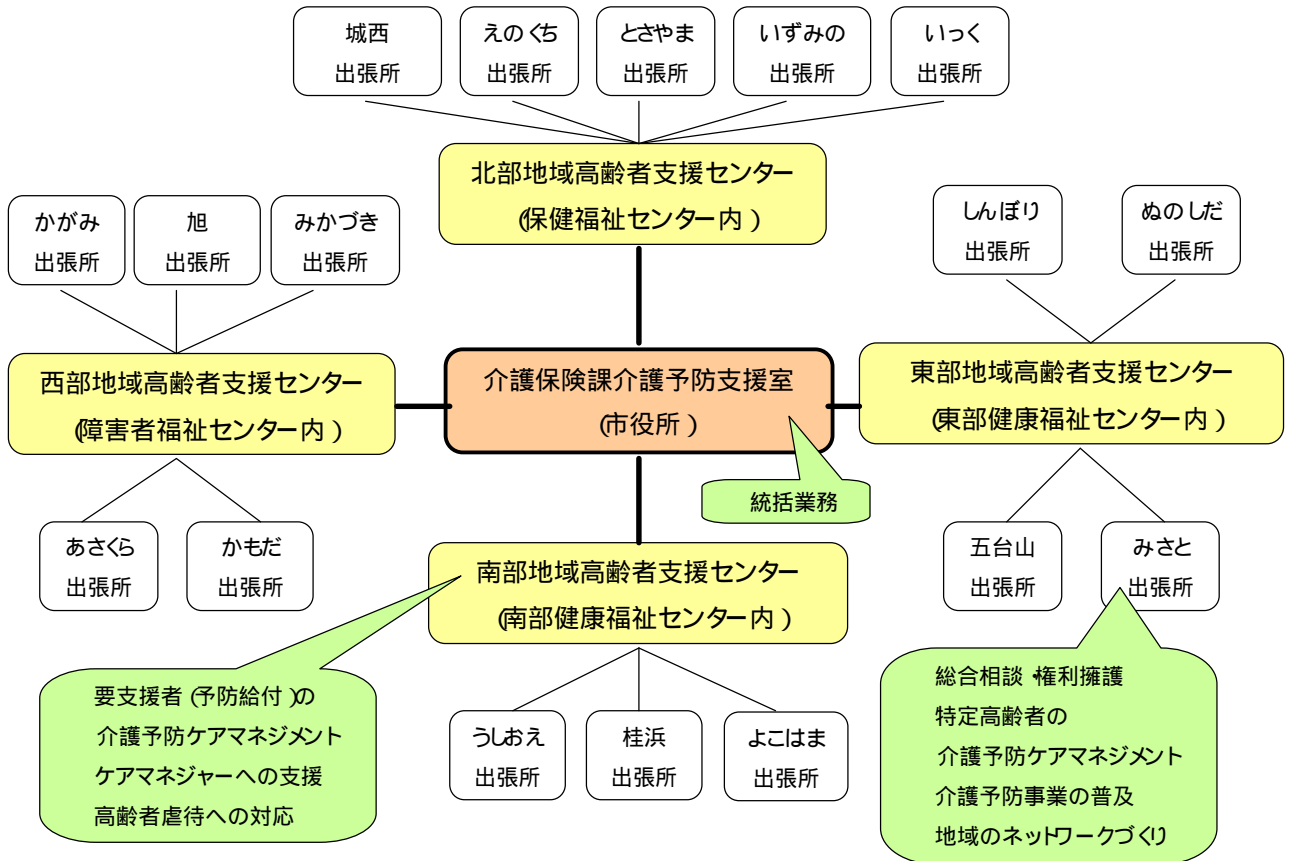 城西
出張所
えのくち
出張所
とさやま
出張所
いずみの
出張所
いっく
出張所
北部地域高齢者支援センター
(保健福祉センター内)
かがみ
出張所
旭
出張所
みかづき
出張所
しんぼり
出張所
ぬのしだ
出張所
西部地域高齢者支援センター
(障害者福祉センター内)
介護保険課介護予防支援室
(市役所)
東部地域高齢者支援センター
(東部健康福祉センター内)
統括業務
あさくら
出張所
かもだ
出張所
南部地域高齢者支援センター
(南部健康福祉センター内)
五台山
出張所
みさと
出張所
要支援者(予防給付)の
介護予防ケアマネジメント
ケアマネジャーへの支援
高齢者虐待への対応
うしおえ
出張所
桂浜
出張所
よこはま
出張所
総合相談・権利擁護
特定高齢者の
介護予防ケアマネジメント
介護予防事業の普及
地域のネットワークづくり